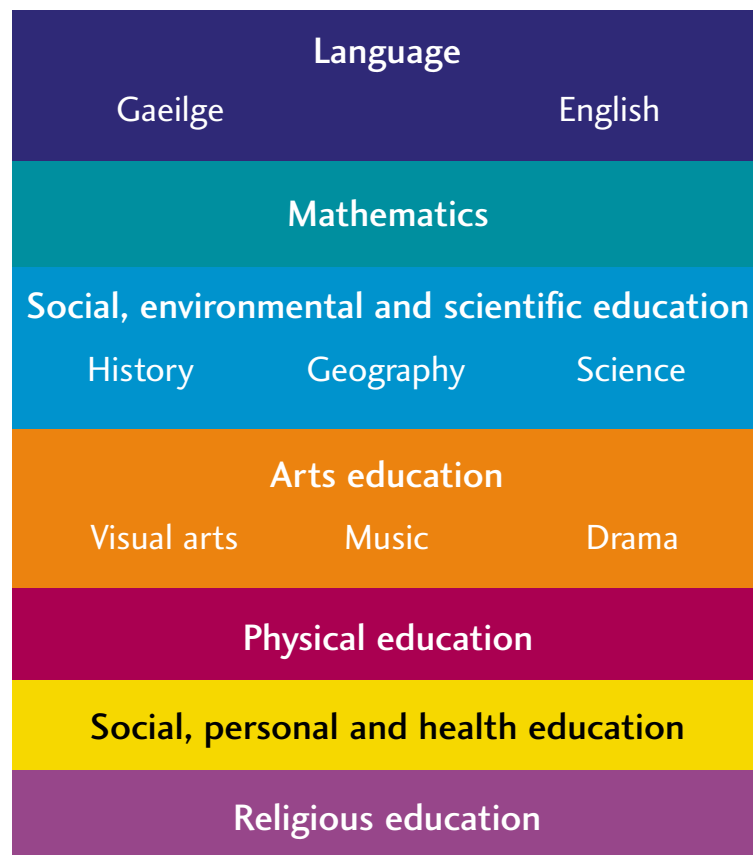 Language
Gaeilge English
Mathematics
Social, environmental and scientific education
History Geography Science
Arts education
Visual arts Music Drama
Physical education
Social, personal and health education
Religious education